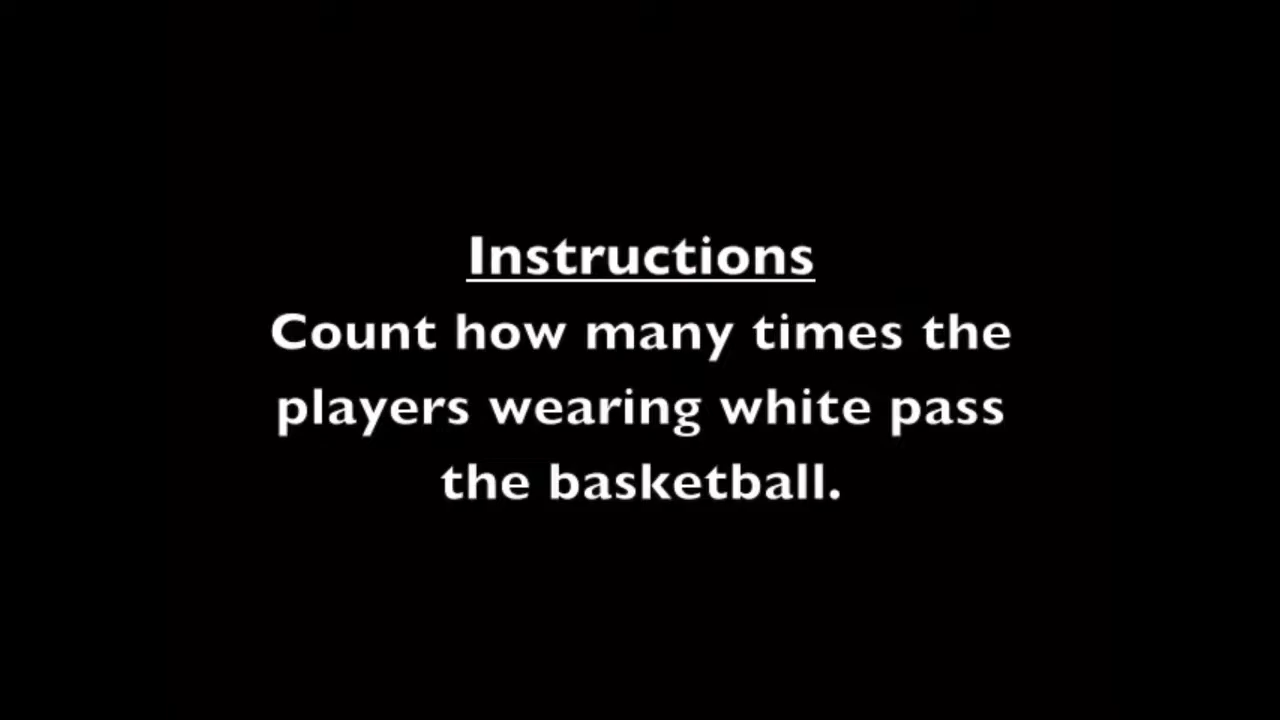 Instructions
Count how many times the
players wearing white pass
the basketball.